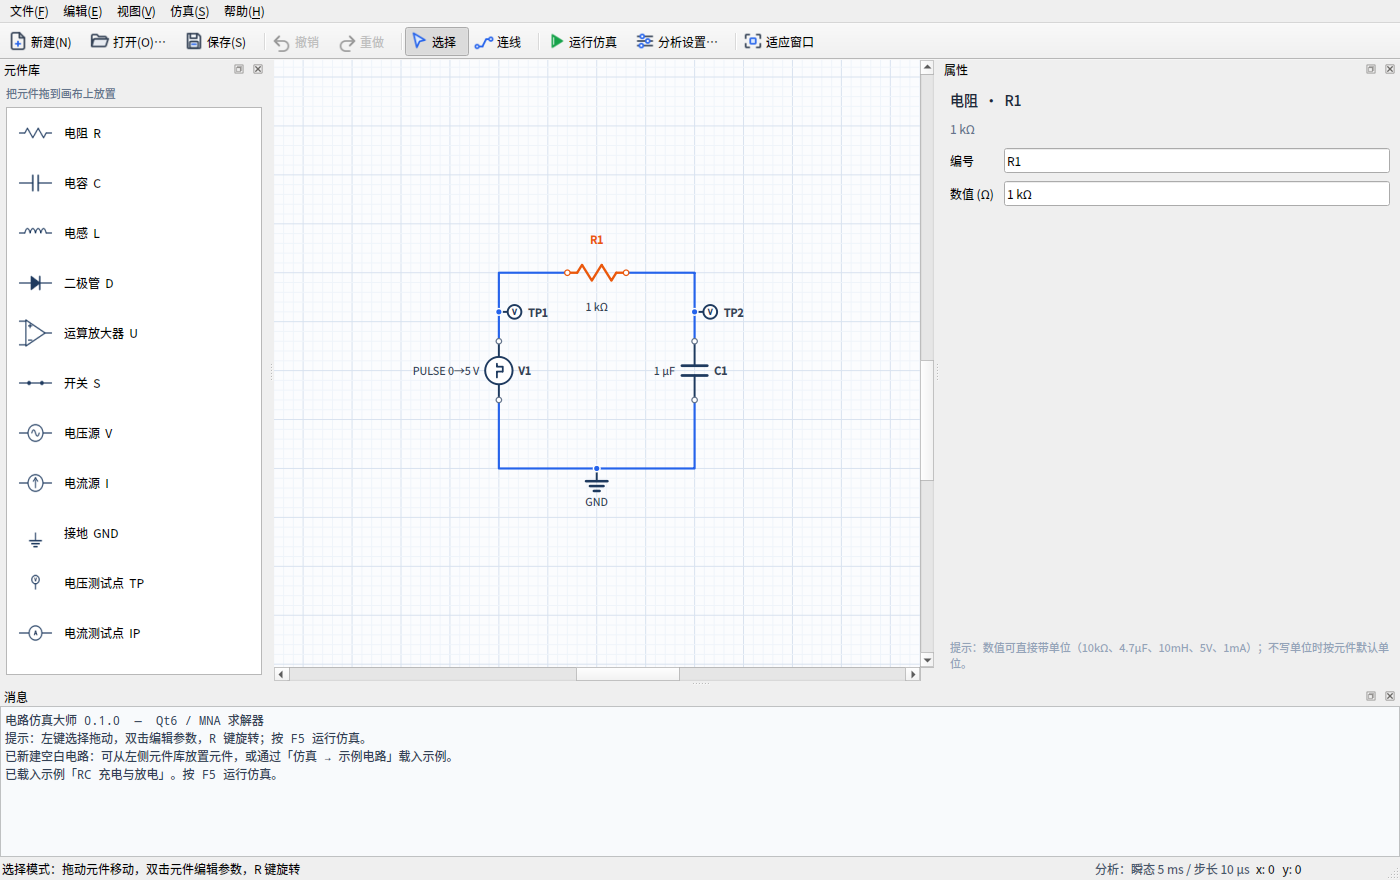 文件(F) 编辑(E) 视图(V) 仿真(S) 帮助(H)
新建(N) 打开(O)··· 保存(S) 撤销 重做 选择 连线 运行仿真 分析设置··· 适应窗口
元件库
把元件拖到画布上放置
电阻 R
电容 C
电感 L
二极管 D
运算放大器 U
开关 S
电压源 V
电流源 I
接地 GND
电压测试点 TP
电流测试点 IP
R1
1 kΩ
V TP1
V TP2
PULSE 0→5 V V1
1 µF C1
GND
属性
电阻 · R1
1 kΩ
编号 R1
数值 (Ω) 1 kΩ
提示：数值可直接带单位（10kΩ、4.7µF、10mH、5V、1mA）；不写单位时按元件默认单
位。
消息
电路仿真大师 0.1.0 — Qt6 / MNA 求解器
提示：左键选择拖动，双击编辑参数，R 键旋转；按 F5 运行仿真。
已新建空白电路：可从左侧元件库放置元件，或通过「仿真 → 示例电路」载入示例。
已载入示例「RC 充电与放电」。按 F5 运行仿真。
选择模式：拖动元件移动，双击元件编辑参数，R 键旋转
分析：瞬态 5 ms / 步长 10 µs x: 0 y: 0